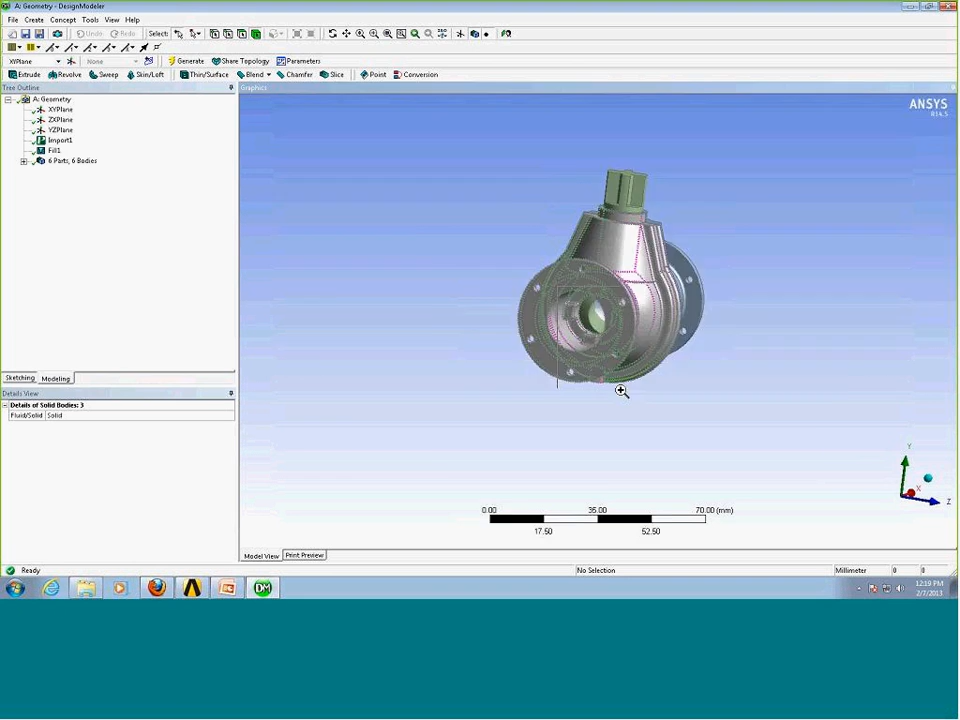 A: Geometry - DesignModeler
File Create Concept Tools View Help
Undo Redo Select:
XYPlane None Generate Share Topology Parameters
Extrude Revolve Sweep Skin/Loft Thin/Surface Blend Chamfer Slice Point Conversion
Tree Outline
Graphics
A: Geometry
XYPlane
ZXPlane
YZPlane
Import1
Fill1
6 Parts, 6 Bodies
ANSYS
R14.5
Sketching Modeling
Details View
Details of Solid Bodies: 3
Fluid/Solid Solid
Y
X
Z
0.00 35.00 70.00 (mm)
17.50 52.50
Model View Print Preview
Ready No Selection Millimeter 0 0
DM
12:19 PM
2/7/2013